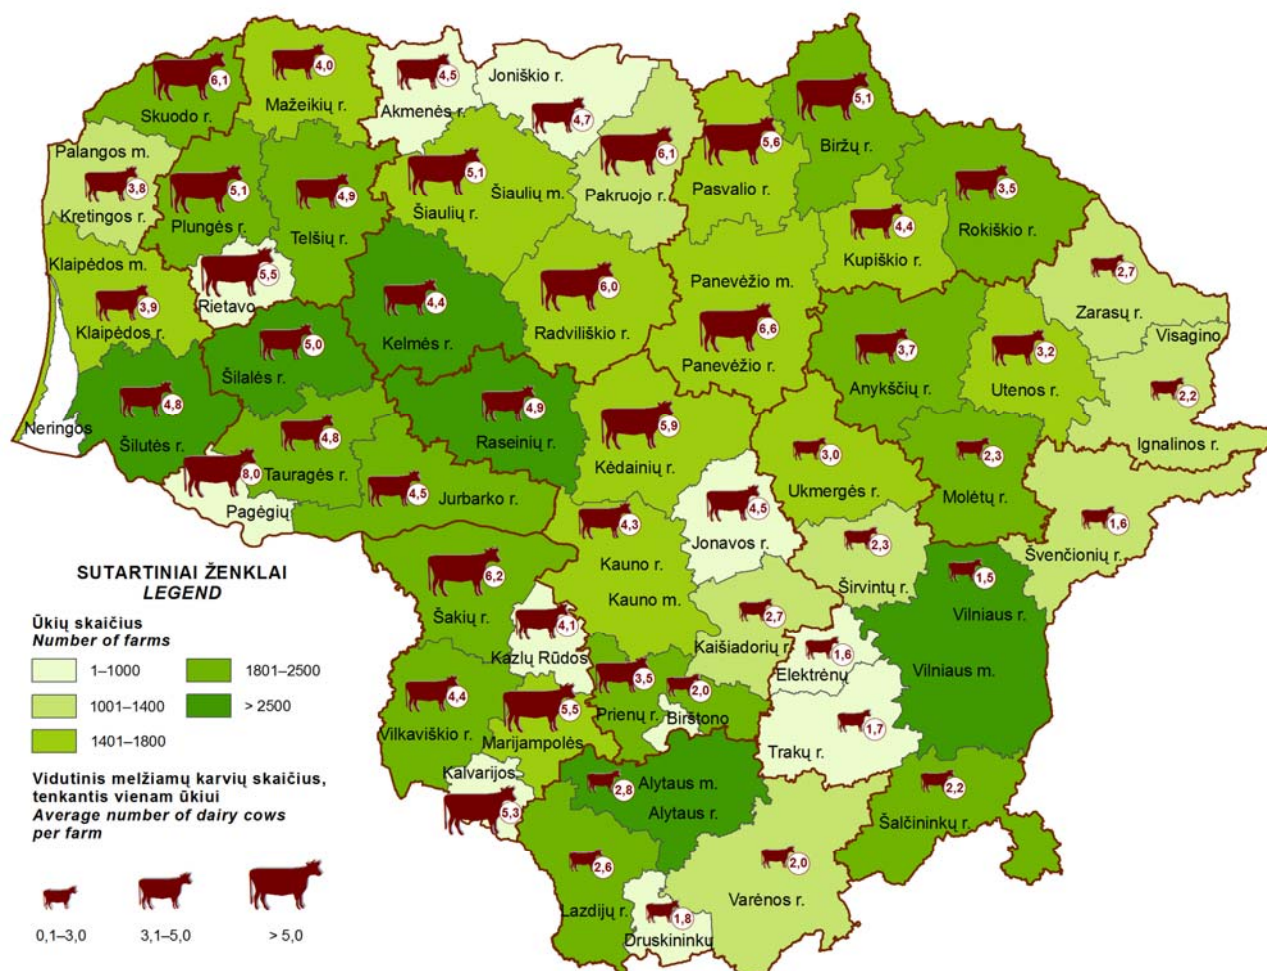 Skuodo r.
6,1
Mažeikių r.
4,0
Akmenės r.
4,5
Joniškio r.
4,7
Palangos m.
3,8
Kretingos r.
Plungės r.
5,1
Telšių r.
4,9
Šiaulių m.
5,1
Šiaulių r.
Pakruojo r.
6,1
Pasvalio r.
5,6
Biržų r.
5,1
Rokiškio r.
3,5
Kupiškio r.
4,4
Zarasų r.
2,7
Visagino
Klaipėdos m.
3,9
Klaipėdos r.
Rietavo
5,5
Kelmės r.
4,4
Radviliškio r.
6,0
Panevėžio m.
6,6
Panevėžio r.
Anykščių r.
3,7
Utenos r.
3,2
Ignalinos r.
2,2
Neringos
Šilutės r.
4,8
Šilalės r.
5,0
Tauragės r.
4,8
Raseinių r.
4,9
Kėdainių r.
5,9
Ukmergės r.
3,0
Molėtų r.
2,3
Pagėgių
8,0
Jurbarko r.
4,5
Jonavos r.
4,5
Širvintų r.
2,3
Švenčionių r.
1,6
Kauno r.
4,3
Kauno m.
Šakių r.
6,2
Kazlų Rūdos
4,1
Kaišiadorių r.
2,7
Elektrėnų
1,6
Vilniaus r.
1,5
Vilniaus m.
Vilkaviškio r.
4,4
Marijampolės
5,5
Prienų r.
3,5
Birštono
2,0
Trakų r.
1,7
Kalvarijos
5,3
Alytaus m.
2,8
Alytaus r.
Šalčininkų r.
2,2
Lazdijų r.
2,6
Druskininkų
1,8
Varėnos r.
2,0
SUTARTINIAI ŽENKLAI
LEGEND
Ūkių skaičius
Number of farms
1–1000
1801–2500
1001–1400
> 2500
1401–1800
Vidutinis melžiamų karvių skaičius,
tenkantis vienam ūkiui
Average number of dairy cows
per farm
0,1–3,0
3,1–5,0
> 5,0